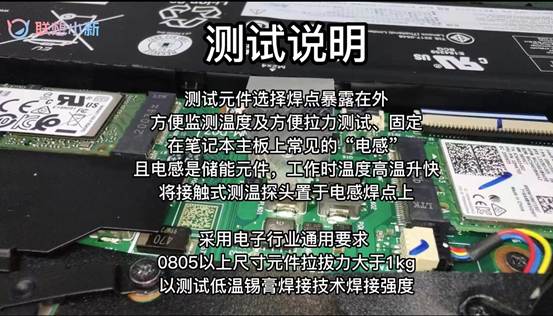 联想小新
测试说明
测试元件选择焊点暴露在外
方便监测温度及方便拉力测试、固定
在笔记本主板上常见的“电感”
且电感是储能元件，工作时温度高温升快
将接触式测温探头置于电感焊点上
采用电子行业通用要求
0805以上尺寸元件拉拔力大于1kg
以测试低温锡膏焊接技术焊接强度